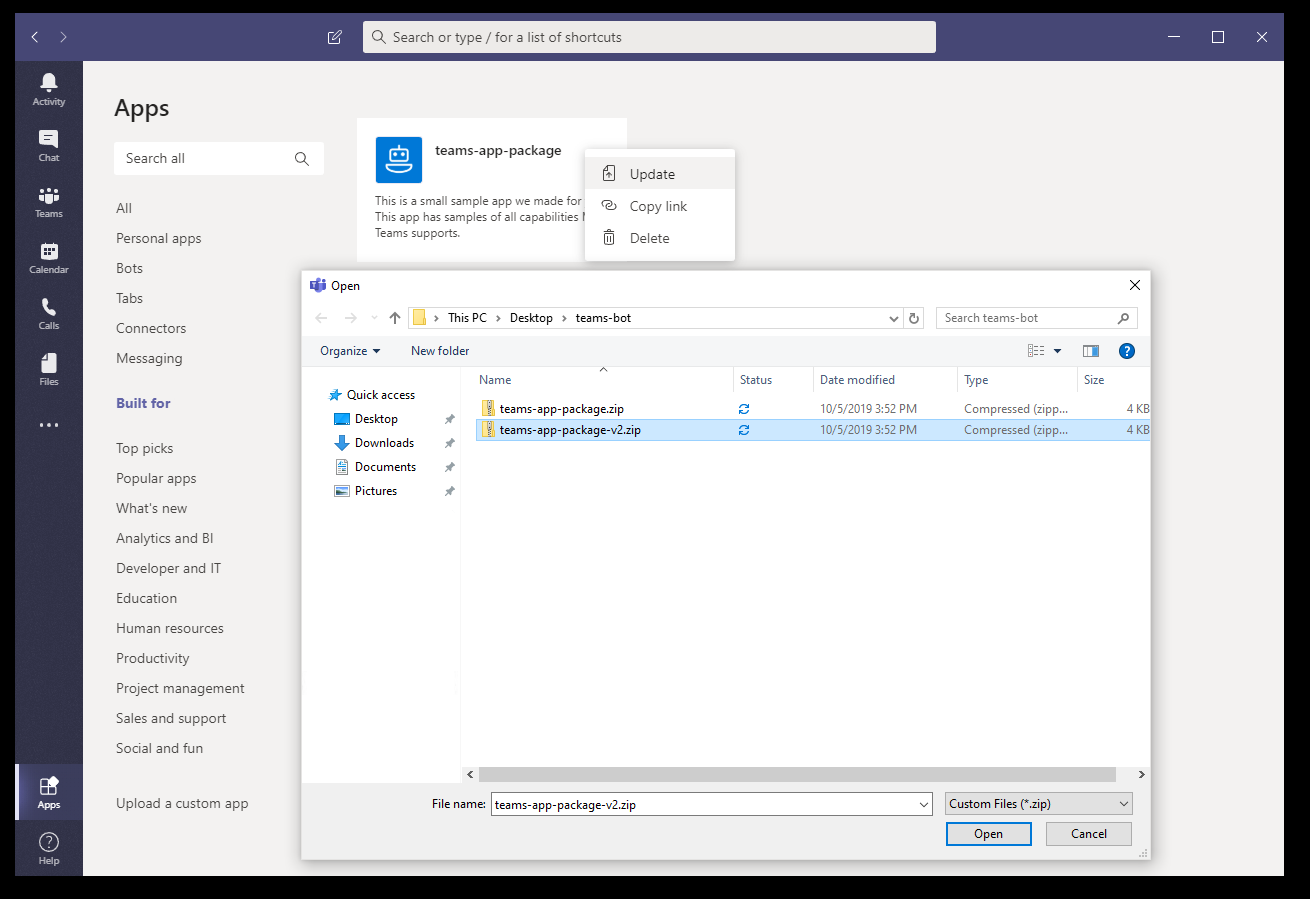 Search or type / for a list of shortcuts
Activity
Chat
Teams
Calendar
Calls
Files
Apps
Help
Apps
Search all
All
Personal apps
Bots
Tabs
Connectors
Messaging
Built for
Top picks
Popular apps
What's new
Analytics and BI
Developer and IT
Education
Human resources
Productivity
Project management
Sales and support
Social and fun
Upload a custom app
teams-app-package
This is a small sample app we made for
This app has samples of all capabilities M
Teams supports.
Update
Copy link
Delete
Open
This PC > Desktop > teams-bot
Search teams-bot
Organize
New folder
?
Quick access
Desktop
Downloads
Documents
Pictures
Name Status Date modified Type Size
teams-app-package.zip 10/5/2019 3:52 PM Compressed (zipp... 4 KB
teams-app-package-v2.zip 10/5/2019 3:52 PM Compressed (zipp... 4 KB
File name: teams-app-package-v2.zip Custom Files (*.zip)
Open Cancel